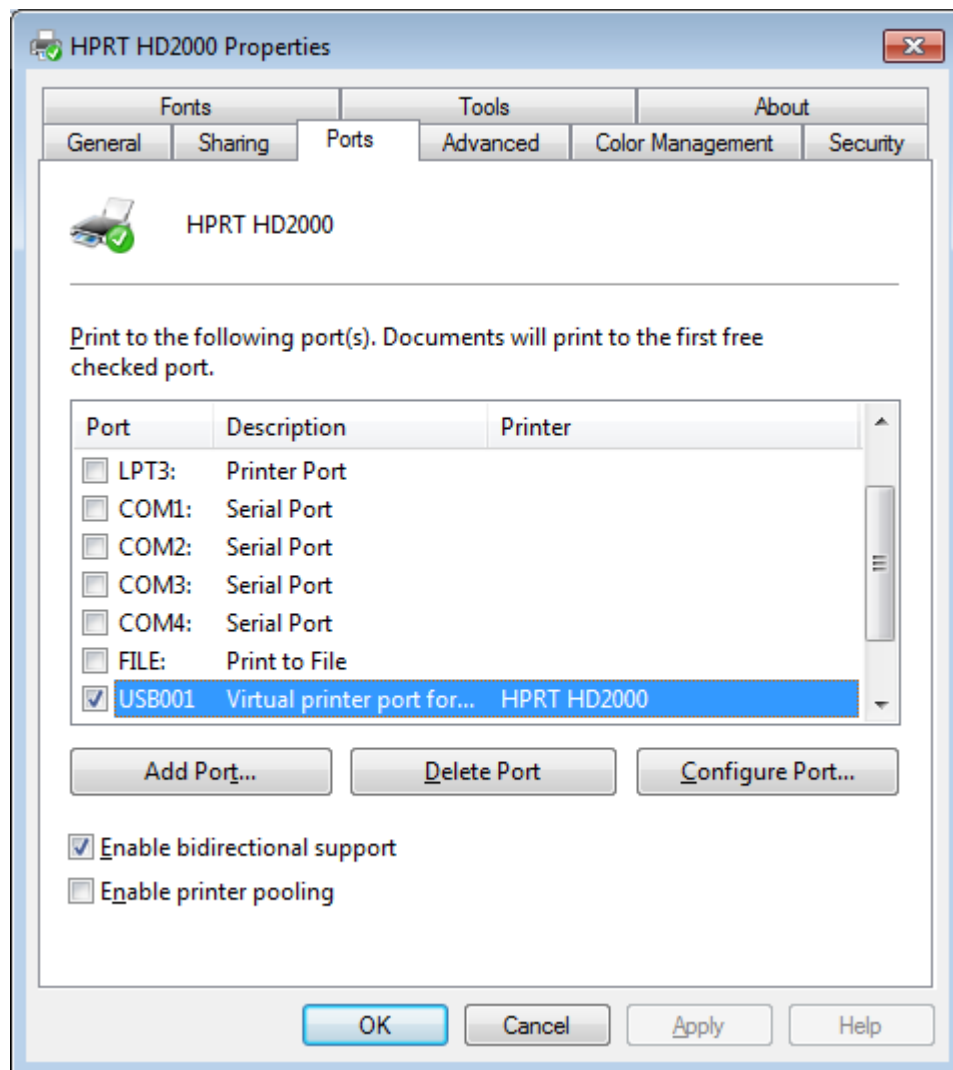 HPRT HD2000 Properties
Fonts Tools About
General Sharing Ports Advanced Color Management Security
HPRT HD2000
Print to the following port(s). Documents will print to the first free
checked port.
Port Description Printer
LPT3: Printer Port
COM1: Serial Port
COM2: Serial Port
COM3: Serial Port
COM4: Serial Port
FILE: Print to File
USB001 Virtual printer port for... HPRT HD2000
Add Port... Delete Port Configure Port...
Enable bidirectional support
Enable printer pooling
OK Cancel Apply Help